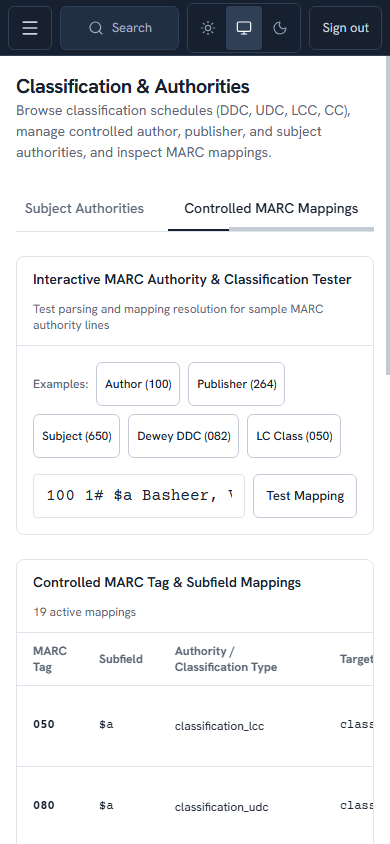 Search
Sign out
Classification & Authorities
Browse classification schedules (DDC, UDC, LCC, CC),
manage controlled author, publisher, and subject
authorities, and inspect MARC mappings.
Subject Authorities
Controlled MARC Mappings
Interactive MARC Authority & Classification Tester
Test parsing and mapping resolution for sample MARC
authority lines
Examples:
Author (100)
Publisher (264)
Subject (650)
Dewey DDC (082)
LC Class (050)
100 1# $a Basheer,
Test Mapping
Controlled MARC Tag & Subfield Mappings
19 active mappings
MARC
Tag
Subfield
Authority /
Classification Type
Target
050
$a
classification_lcc
class
080
$a
classification_udc
class